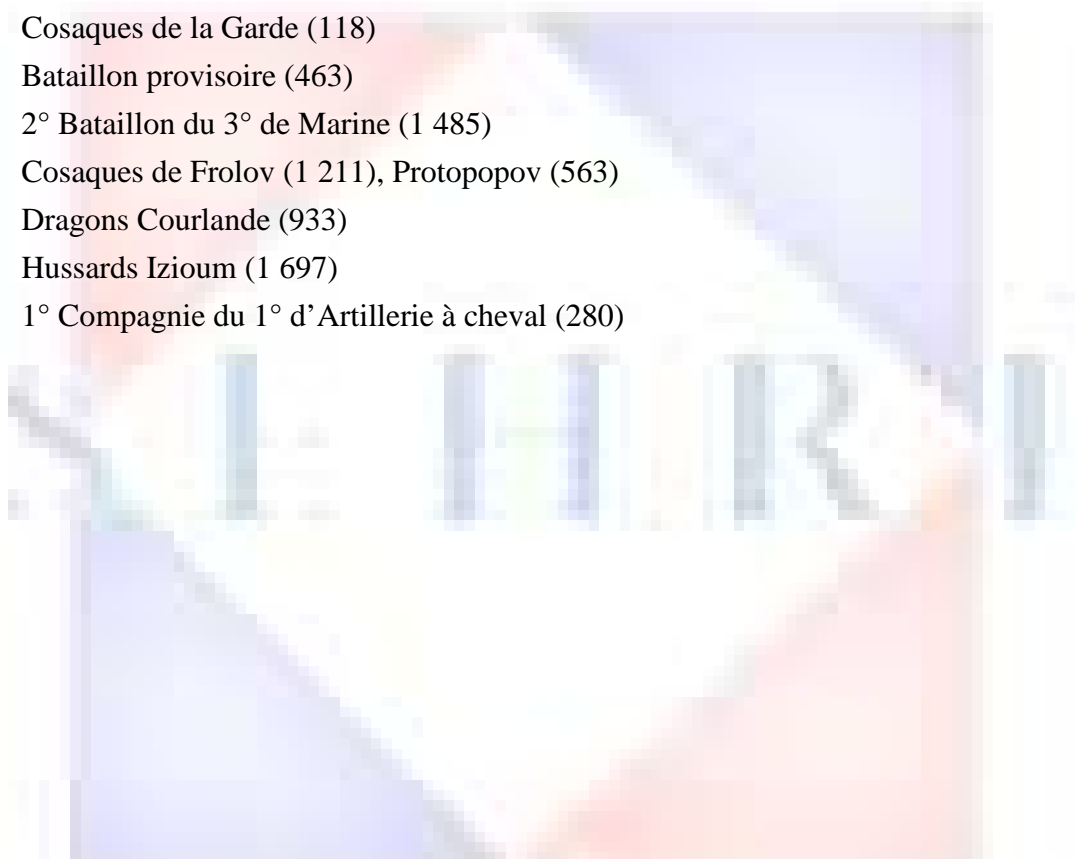 Cosaques de la Garde (118)
Bataillon provisoire (463)
2° Bataillon du 3° de Marine (1 485)
Cosaques de Frolov (1 211), Protopopov (563)
Dragons Courlande (933)
Hussards Izioum (1 697)
1° Compagnie du 1° d’Artillerie à cheval (280)